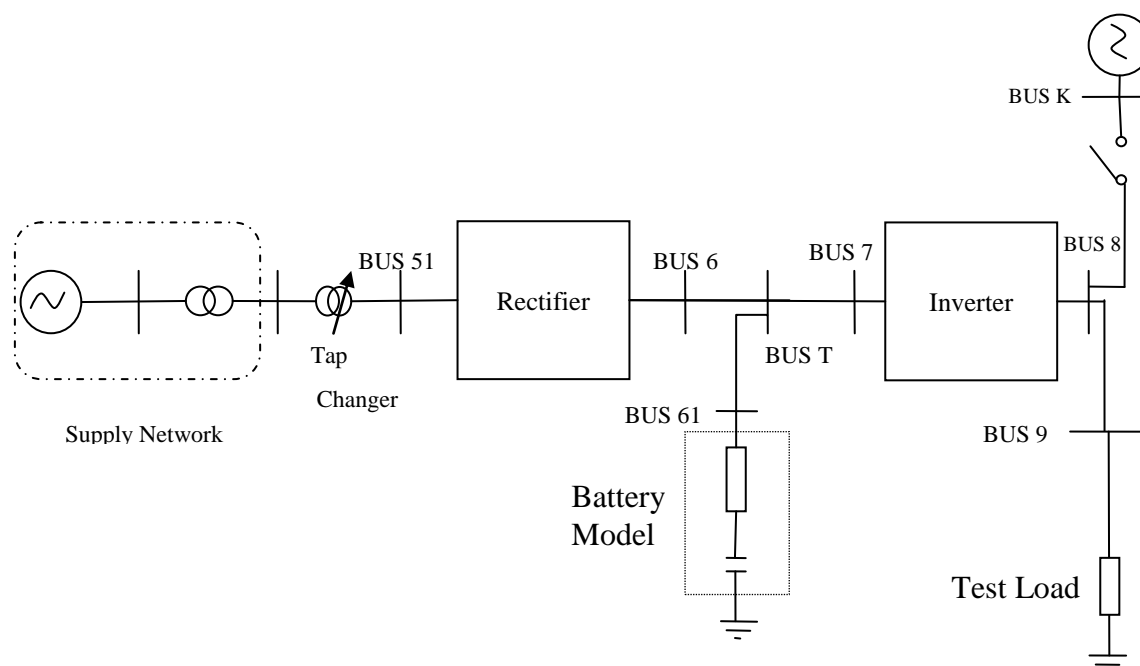 BUS K
BUS 51
BUS 6
BUS 7
BUS 8
Rectifier
Inverter
Tap
Changer
BUS T
BUS 61
Supply Network
BUS 9
Battery
Model
Test Load